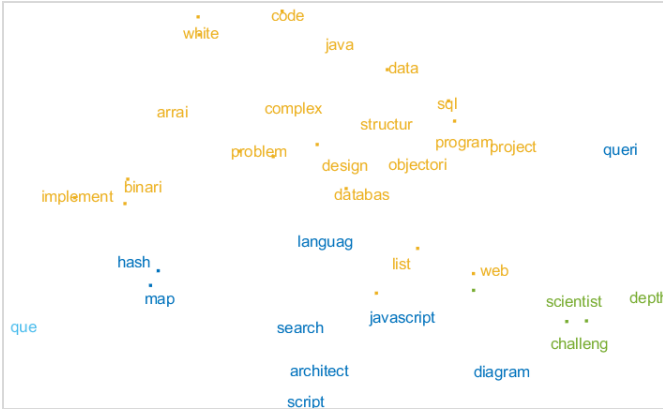 code
white
java
data
sql
complex
arrai
structur
program
project
queri
problem
design
objectori
binari
implement
databas
languag
hash
list
web
map
scientist
depth
javascript
que
search
challeng
architect
diagram
script